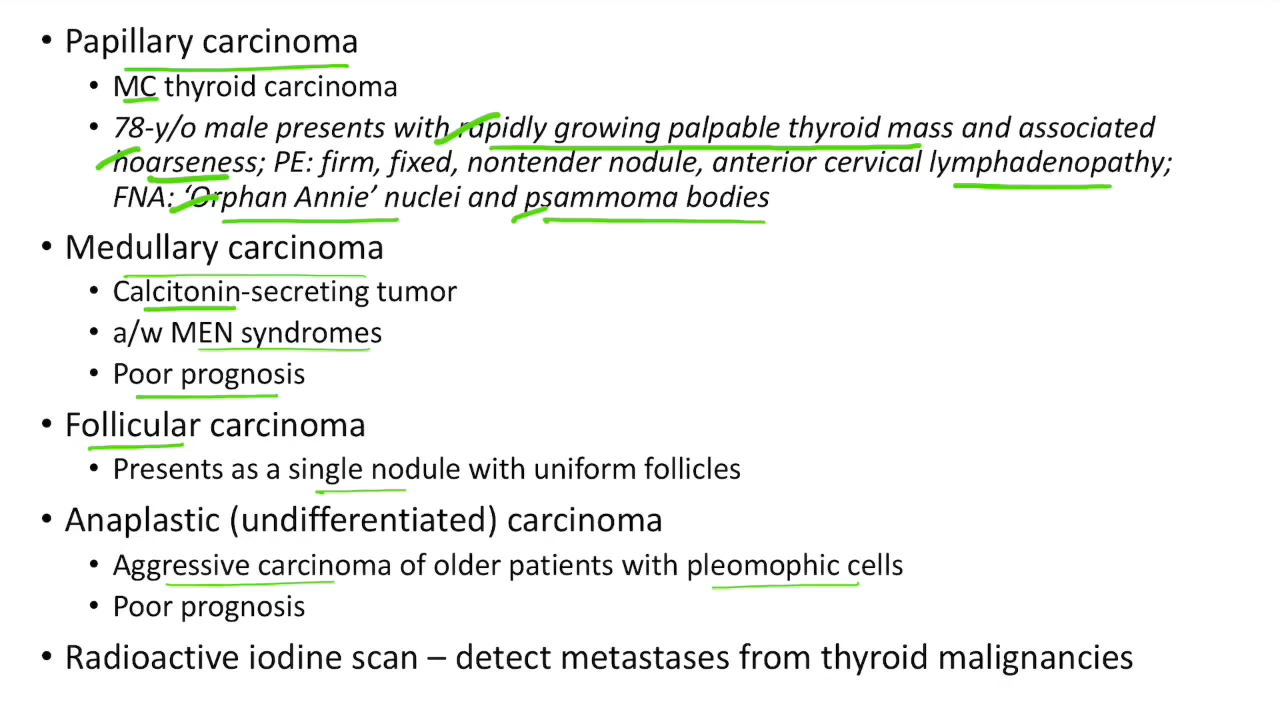 • Papillary carcinoma
• MC thyroid carcinoma
• 78-y/o male presents with rapidly growing palpable thyroid mass and associated
hoarseness; PE: firm, fixed, nontender nodule, anterior cervical lymphadenopathy;
FNA: ‘Orphan Annie’ nuclei and psammoma bodies
• Medullary carcinoma
• Calcitonin-secreting tumor
• a/w MEN syndromes
• Poor prognosis
• Follicular carcinoma
• Presents as a single nodule with uniform follicles
• Anaplastic (undifferentiated) carcinoma
• Aggressive carcinoma of older patients with pleomophic cells
• Poor prognosis
• Radioactive iodine scan – detect metastases from thyroid malignancies